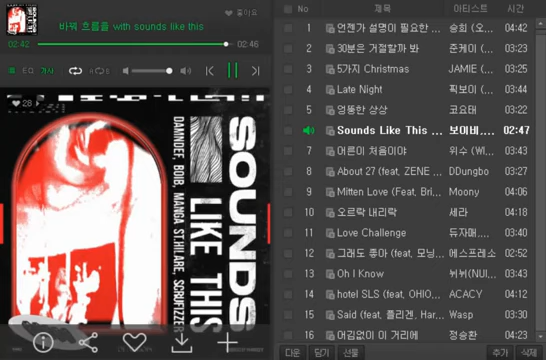 좋아요
바꿔 흐름을 with sounds like this
02:42
02:46
EQ 가사
28
SOUNDS LIKE THIS
DAMNDEF, BOIB, MANGA ST.HILARE, SCRUFIZZER
No 제목 아티스트 시간
1 언젠가 설명이 필요한 ... 승희 (오... 04:42
2 30분은 거절할까 봐 준케이 (... 03:23
3 5가지 Christmas JAMIE (... 03:25
4 Late Night 픽보이 (... 03:44
5 엉뚱한 상상 코요태 03:22
Sounds Like This ... 보이비,... 02:47
7 어른이 처음이야 위수 (WI... 03:43
8 About 27 (feat, ZENE ... DDungbo 03:27
9 Mitten Love (Feat, Bri... Moony 04:06
10 오르락 내리락 세라 04:18
11 Love Challenge 듀자매,... 03:40
12 그래도 좋아 (feat, 모닝... 에스프레소 02:52
13 Oh I Know 뉘뉘(NUI,... 03:43
14 hotel SLS (feat, OHIO,... ACACY 04:12
15 Said (feat, 플리겐, Har... Wasp 03:30
16 어김없이 이 거리에 정승환 04:23
다운 담기 선물 추가 삭제